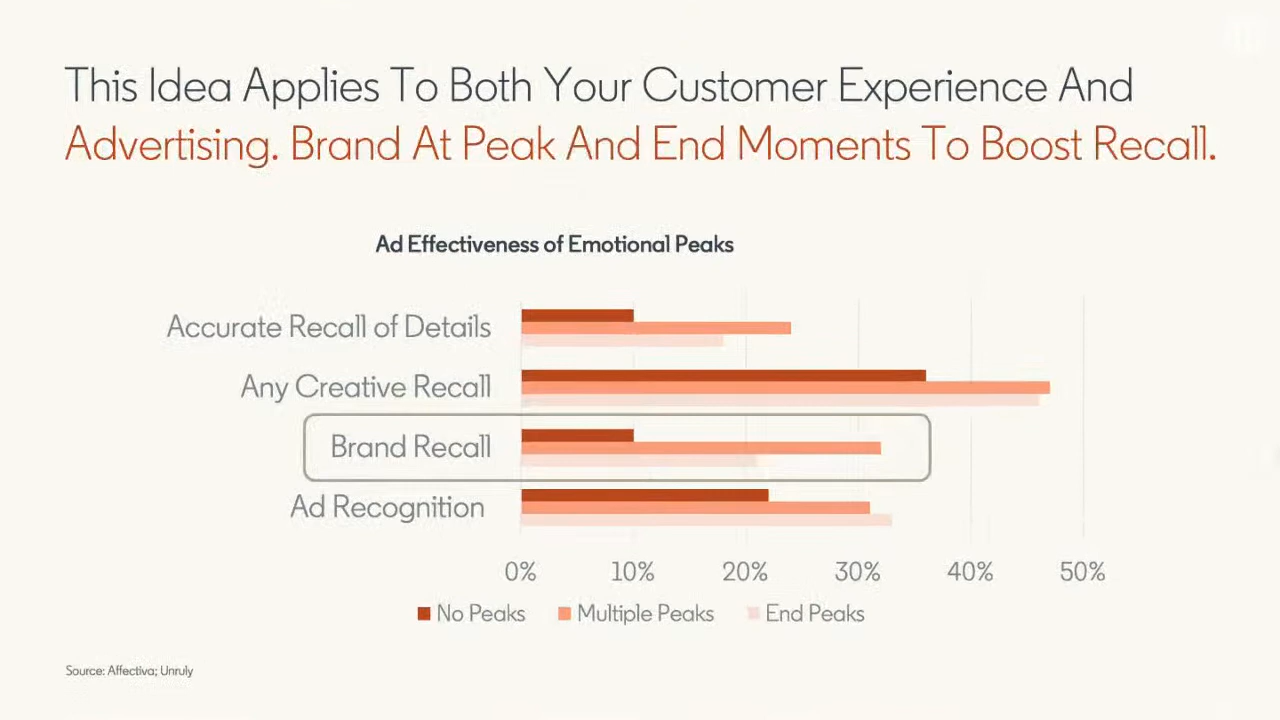 This Idea Applies To Both Your Customer Experience And
Advertising. Brand At Peak And End Moments To Boost Recall.
Ad Effectiveness of Emotional Peaks
Accurate Recall of Details
Any Creative Recall
Brand Recall
Ad Recognition
0% 10% 20% 30% 40% 50%
No Peaks Multiple Peaks End Peaks
Source: Affectiva; Unruly